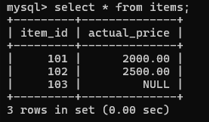 mysql> select * from items;
+---------+--------------+
| item_id | actual_price |
+---------+--------------+
|     101 |      2000.00 |
|     102 |      2500.00 |
|     103 |         NULL |
+---------+--------------+
3 rows in set (0.00 sec)